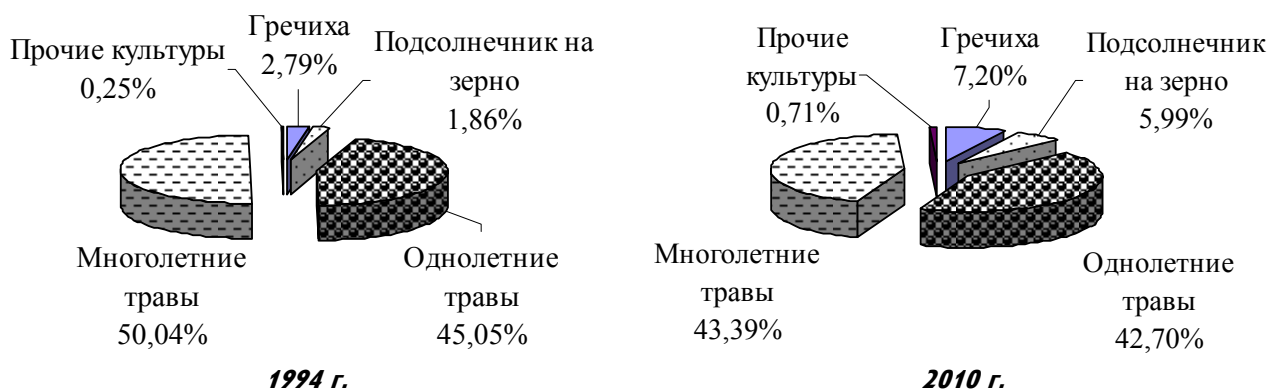 Прочие культуры
0,25%
Гречиха
2,79%
Подсолнечник на
зерно
1,86%
Многолетние
травы
50,04%
Однолетние
травы
45,05%
1994 г.
Прочие
культуры
0,71%
Гречиха
7,20%
Подсолнечник
на зерно
5,99%
Многолетние
травы
43,39%
Однолетние
травы
42,70%
2010 г.